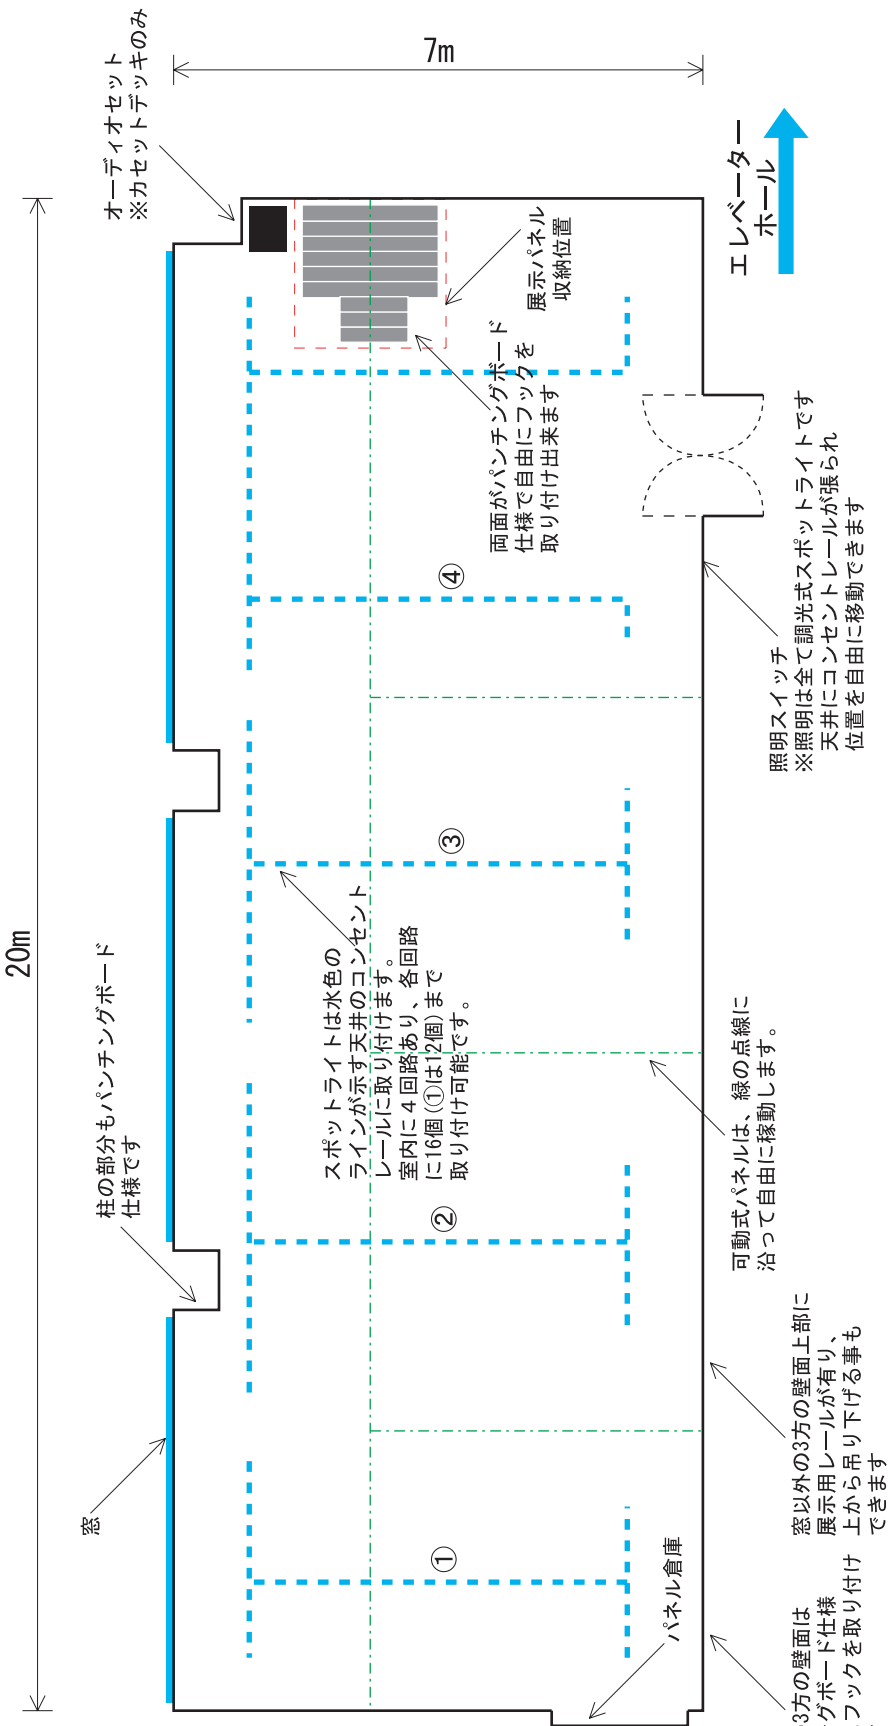 20m
7m
オーディオセット
※カセットデッキのみ
エレベーター
ホール
展示パネル
収納位置
両面がパンチングボード
仕様で自由にフックを
取り付け出来ます
④
照明スイッチ
※照明は全て調光式スポットライトです
天井にコンセントレールが張られ
位置を自由に移動できます
③
スポットライトは水色の
ラインが示す天井のコンセント
レールに取り付けます。
室内に４回路あり、各回路
に16個(①は12個)まで
取り付け可能です。
柱の部分もパンチングボード
仕様です
可動式パネルは、緑の点線に
沿って自由に稼動します。
②
窓
窓以外の3方の壁面上部に
展示用レールが有り、
上から吊り下げる事も
できます
①
パネル倉庫
3方の壁面は
グボード仕様
フックを取り付け